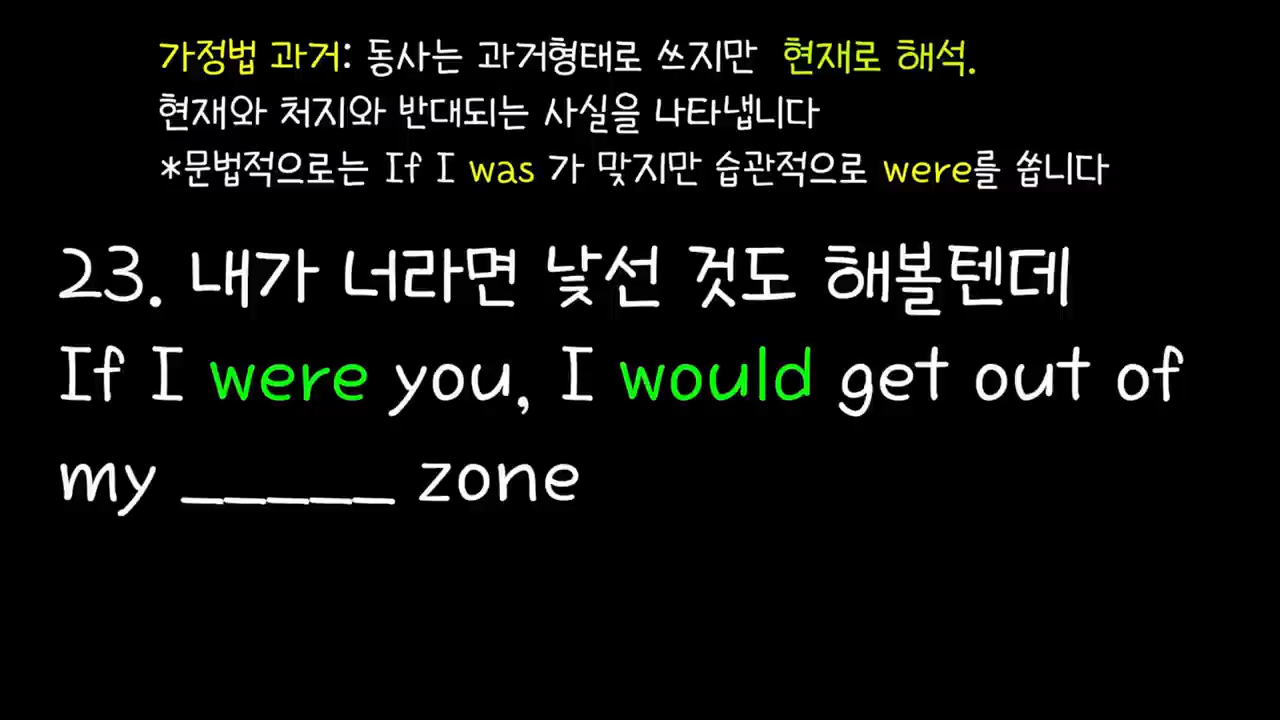 가정법 과거: 동사는 과거형태로 쓰지만 현재로 해석.
현재와 처지와 반대되는 사실을 나타냅니다
*문법적으로는 If I was 가 맞지만 습관적으로 were를 씁니다
23. 내가 너라면 낯선 것도 해볼텐데
If I were you, I would get out of
my _____ zone